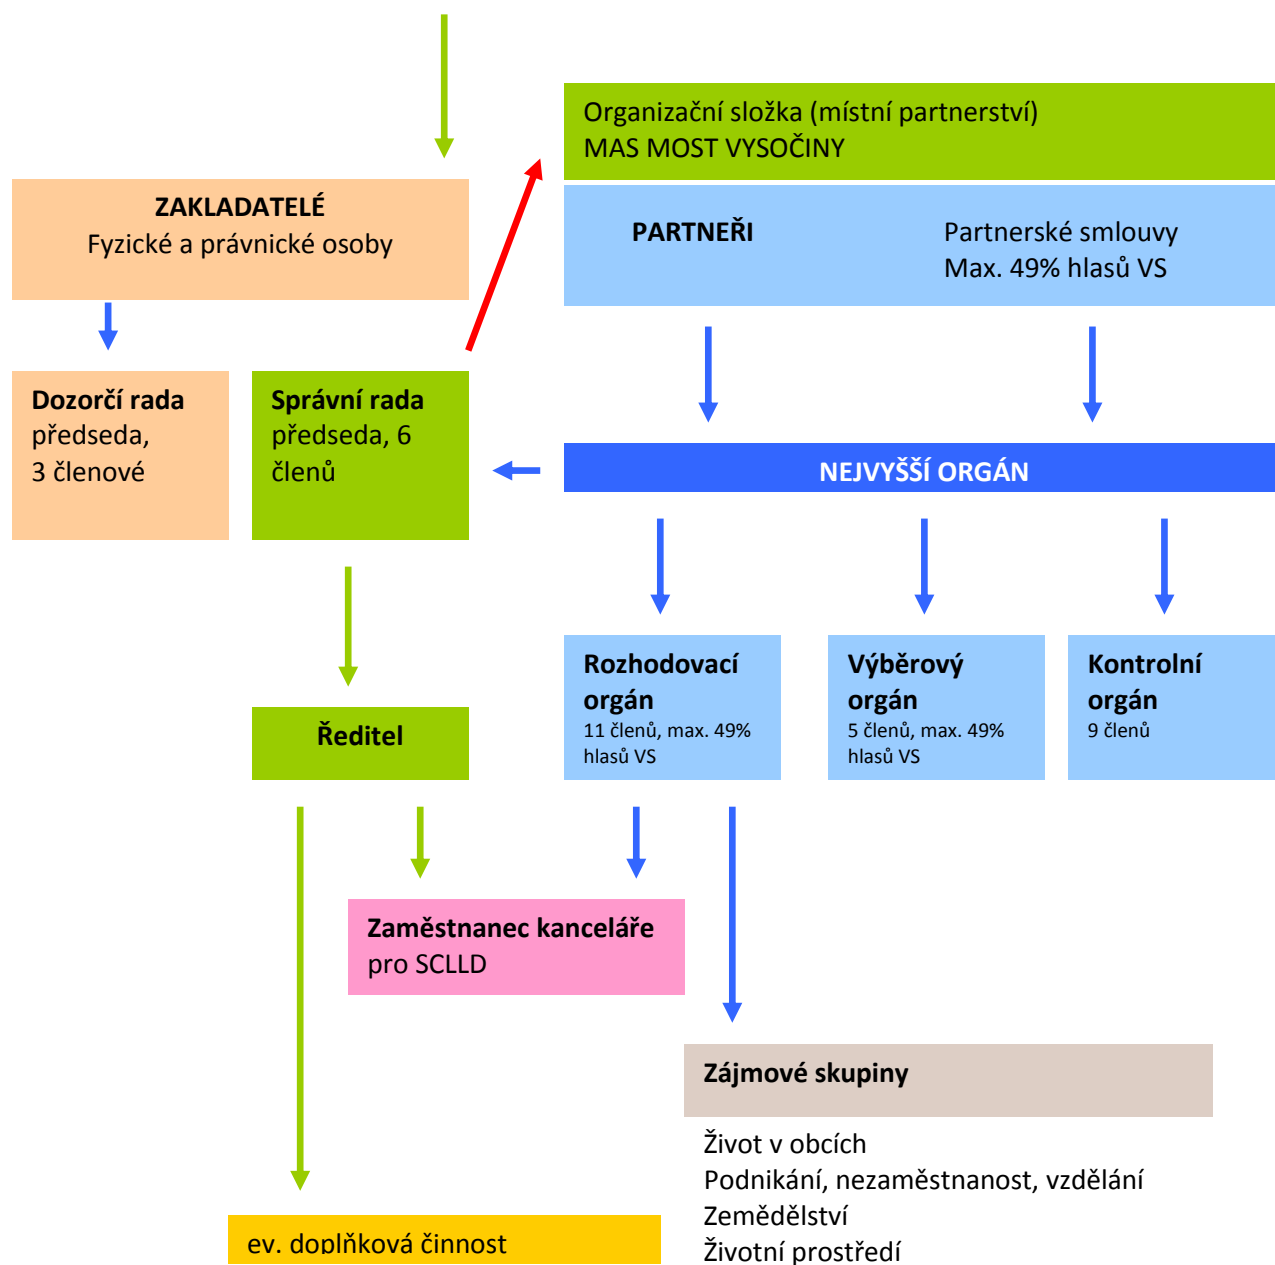 Organizační složka (místní partnerství)
MAS MOST VYSOČINY
ZAKLADATELÉ
Fyzické a právnické osoby
PARTNEŘI
Partnerské smlouvy
Max. 49% hlasů VS
Dozorčí rada
předseda,
3 členové
Správní rada
předseda, 6
členů
NEJVYŠŠÍ ORGÁN
Rozhodovací
orgán
11 členů, max. 49%
hlasů VS
Výběrový
orgán
5 členů, max. 49%
hlasů VS
Kontrolní
orgán
9 členů
Ředitel
Zaměstnanec kanceláře
pro SCLLD
Zájmové skupiny
Život v obcích
Podnikání, nezaměstnanost, vzdělání
Zemědělství
Životní prostředí
ev. doplňková činnost